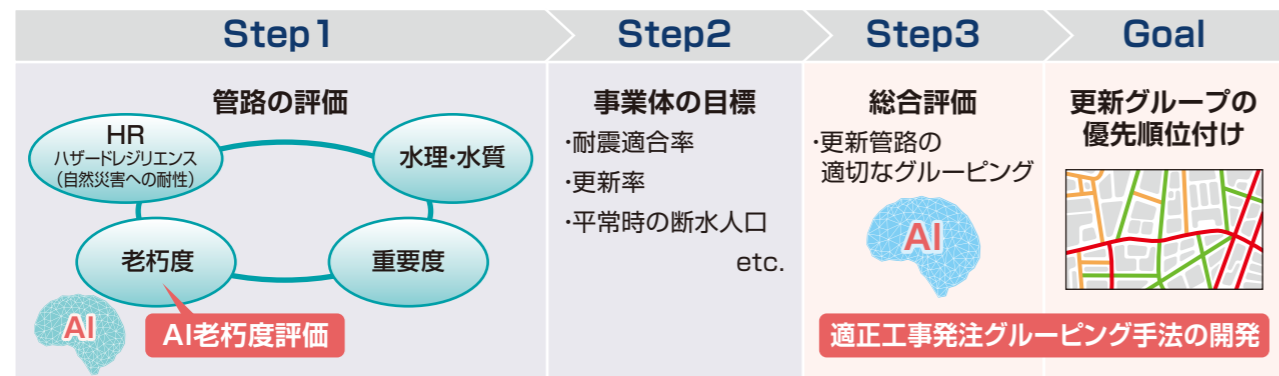 Step1
Step2
Step3
Goal
管路の評価
HR
ハザードレジリエンス
(自然災害への耐性)
水理・水質
老朽度
重要度
AI
AI老朽度評価
事業体の目標
・耐震適合率
・更新率
・平常時の断水人口
etc.
総合評価
・更新管路の
適切なグルーピング
AI
更新グループの
優先順位付け
適正工事発注グルーピング手法の開発